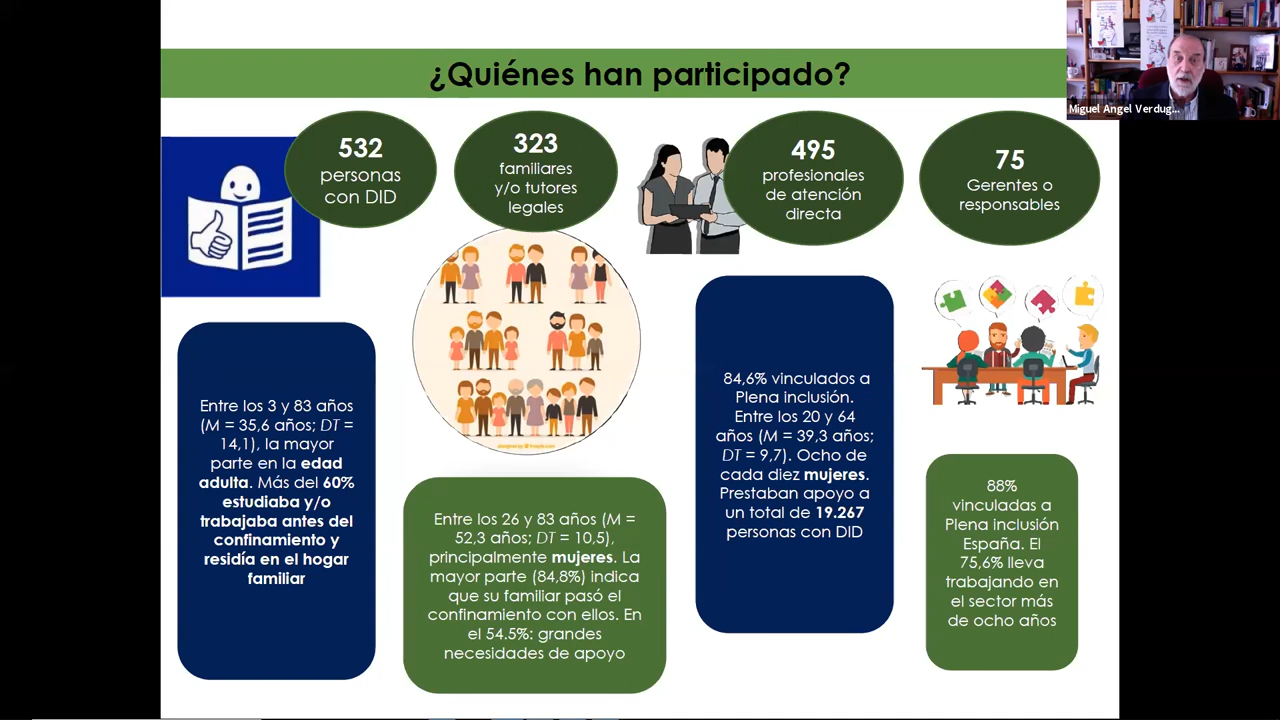 ¿Quiénes han participado?
Miguel Angel Verdug...
532
personas
con DID
323
familiares
y/o tutores
legales
495
profesionales
de atención
directa
75
Gerentes o
responsables
Entre los 3 y 83 años
(M = 35,6 años; DT =
14,1), la mayor
parte en la edad
adulta. Más del 60%
estudiaba y/o
trabajaba antes del
confinamiento y
residía en el hogar
familiar
Entre los 26 y 83 años (M =
52,3 años; DT = 10,5),
principalmente mujeres. La
mayor parte (84,8%) indica
que su familiar pasó el
confinamiento con ellos. En
el 54.5%: grandes
necesidades de apoyo
84,6% vinculados a
Plena inclusión.
Entre los 20 y 64
años (M = 39,3 años;
DT = 9,7). Ocho de
cada diez mujeres.
Prestaban apoyo a
un total de 19.267
personas con DID
88%
vinculadas a
Plena inclusión
España. El
75,6% lleva
trabajando en
el sector más
de ocho años